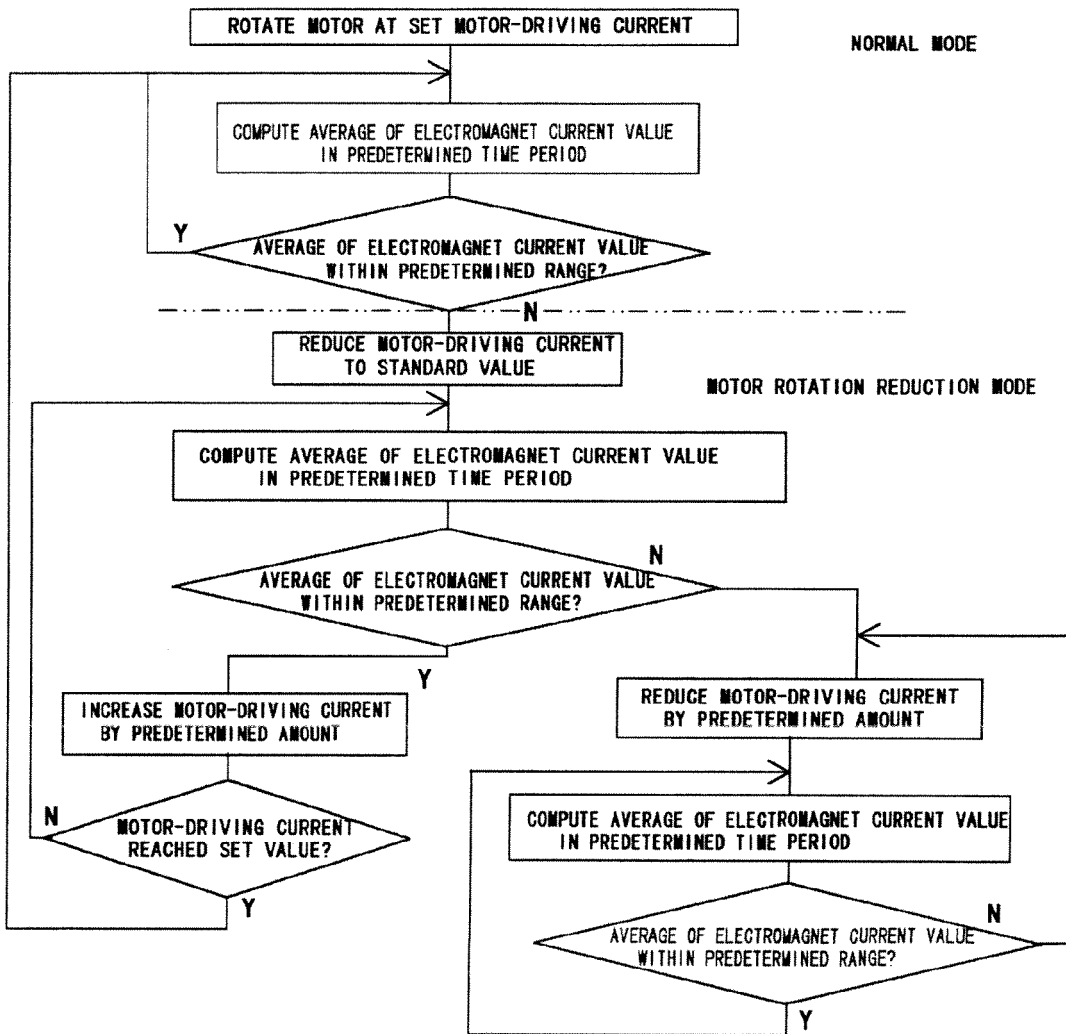 ROTATE MOTOR AT SET MOTOR-DRIVING CURRENT
NORMAL MODE
COMPUTE AVERAGE OF ELECTROMAGNET CURRENT VALUE
IN PREDETERMINED TIME PERIOD
Y
AVERAGE OF ELECTROMAGNET CURRENT VALUE
WITHIN PREDETERMINED RANGE?
N
REDUCE MOTOR-DRIVING CURRENT
TO STANDARD VALUE
MOTOR ROTATION REDUCTION MODE
COMPUTE AVERAGE OF ELECTROMAGNET CURRENT VALUE
IN PREDETERMINED TIME PERIOD
N
AVERAGE OF ELECTROMAGNET CURRENT VALUE
WITHIN PREDETERMINED RANGE?
Y
INCREASE MOTOR-DRIVING CURRENT
BY PREDETERMINED AMOUNT
REDUCE MOTOR-DRIVING CURRENT
BY PREDETERMINED AMOUNT
N
MOTOR-DRIVING CURRENT
REACHED SET VALUE?
Y
COMPUTE AVERAGE OF ELECTROMAGNET CURRENT VALUE
IN PREDETERMINED TIME PERIOD
N
AVERAGE OF ELECTROMAGNET CURRENT VALUE
WITHIN PREDETERMINED RANGE?
Y